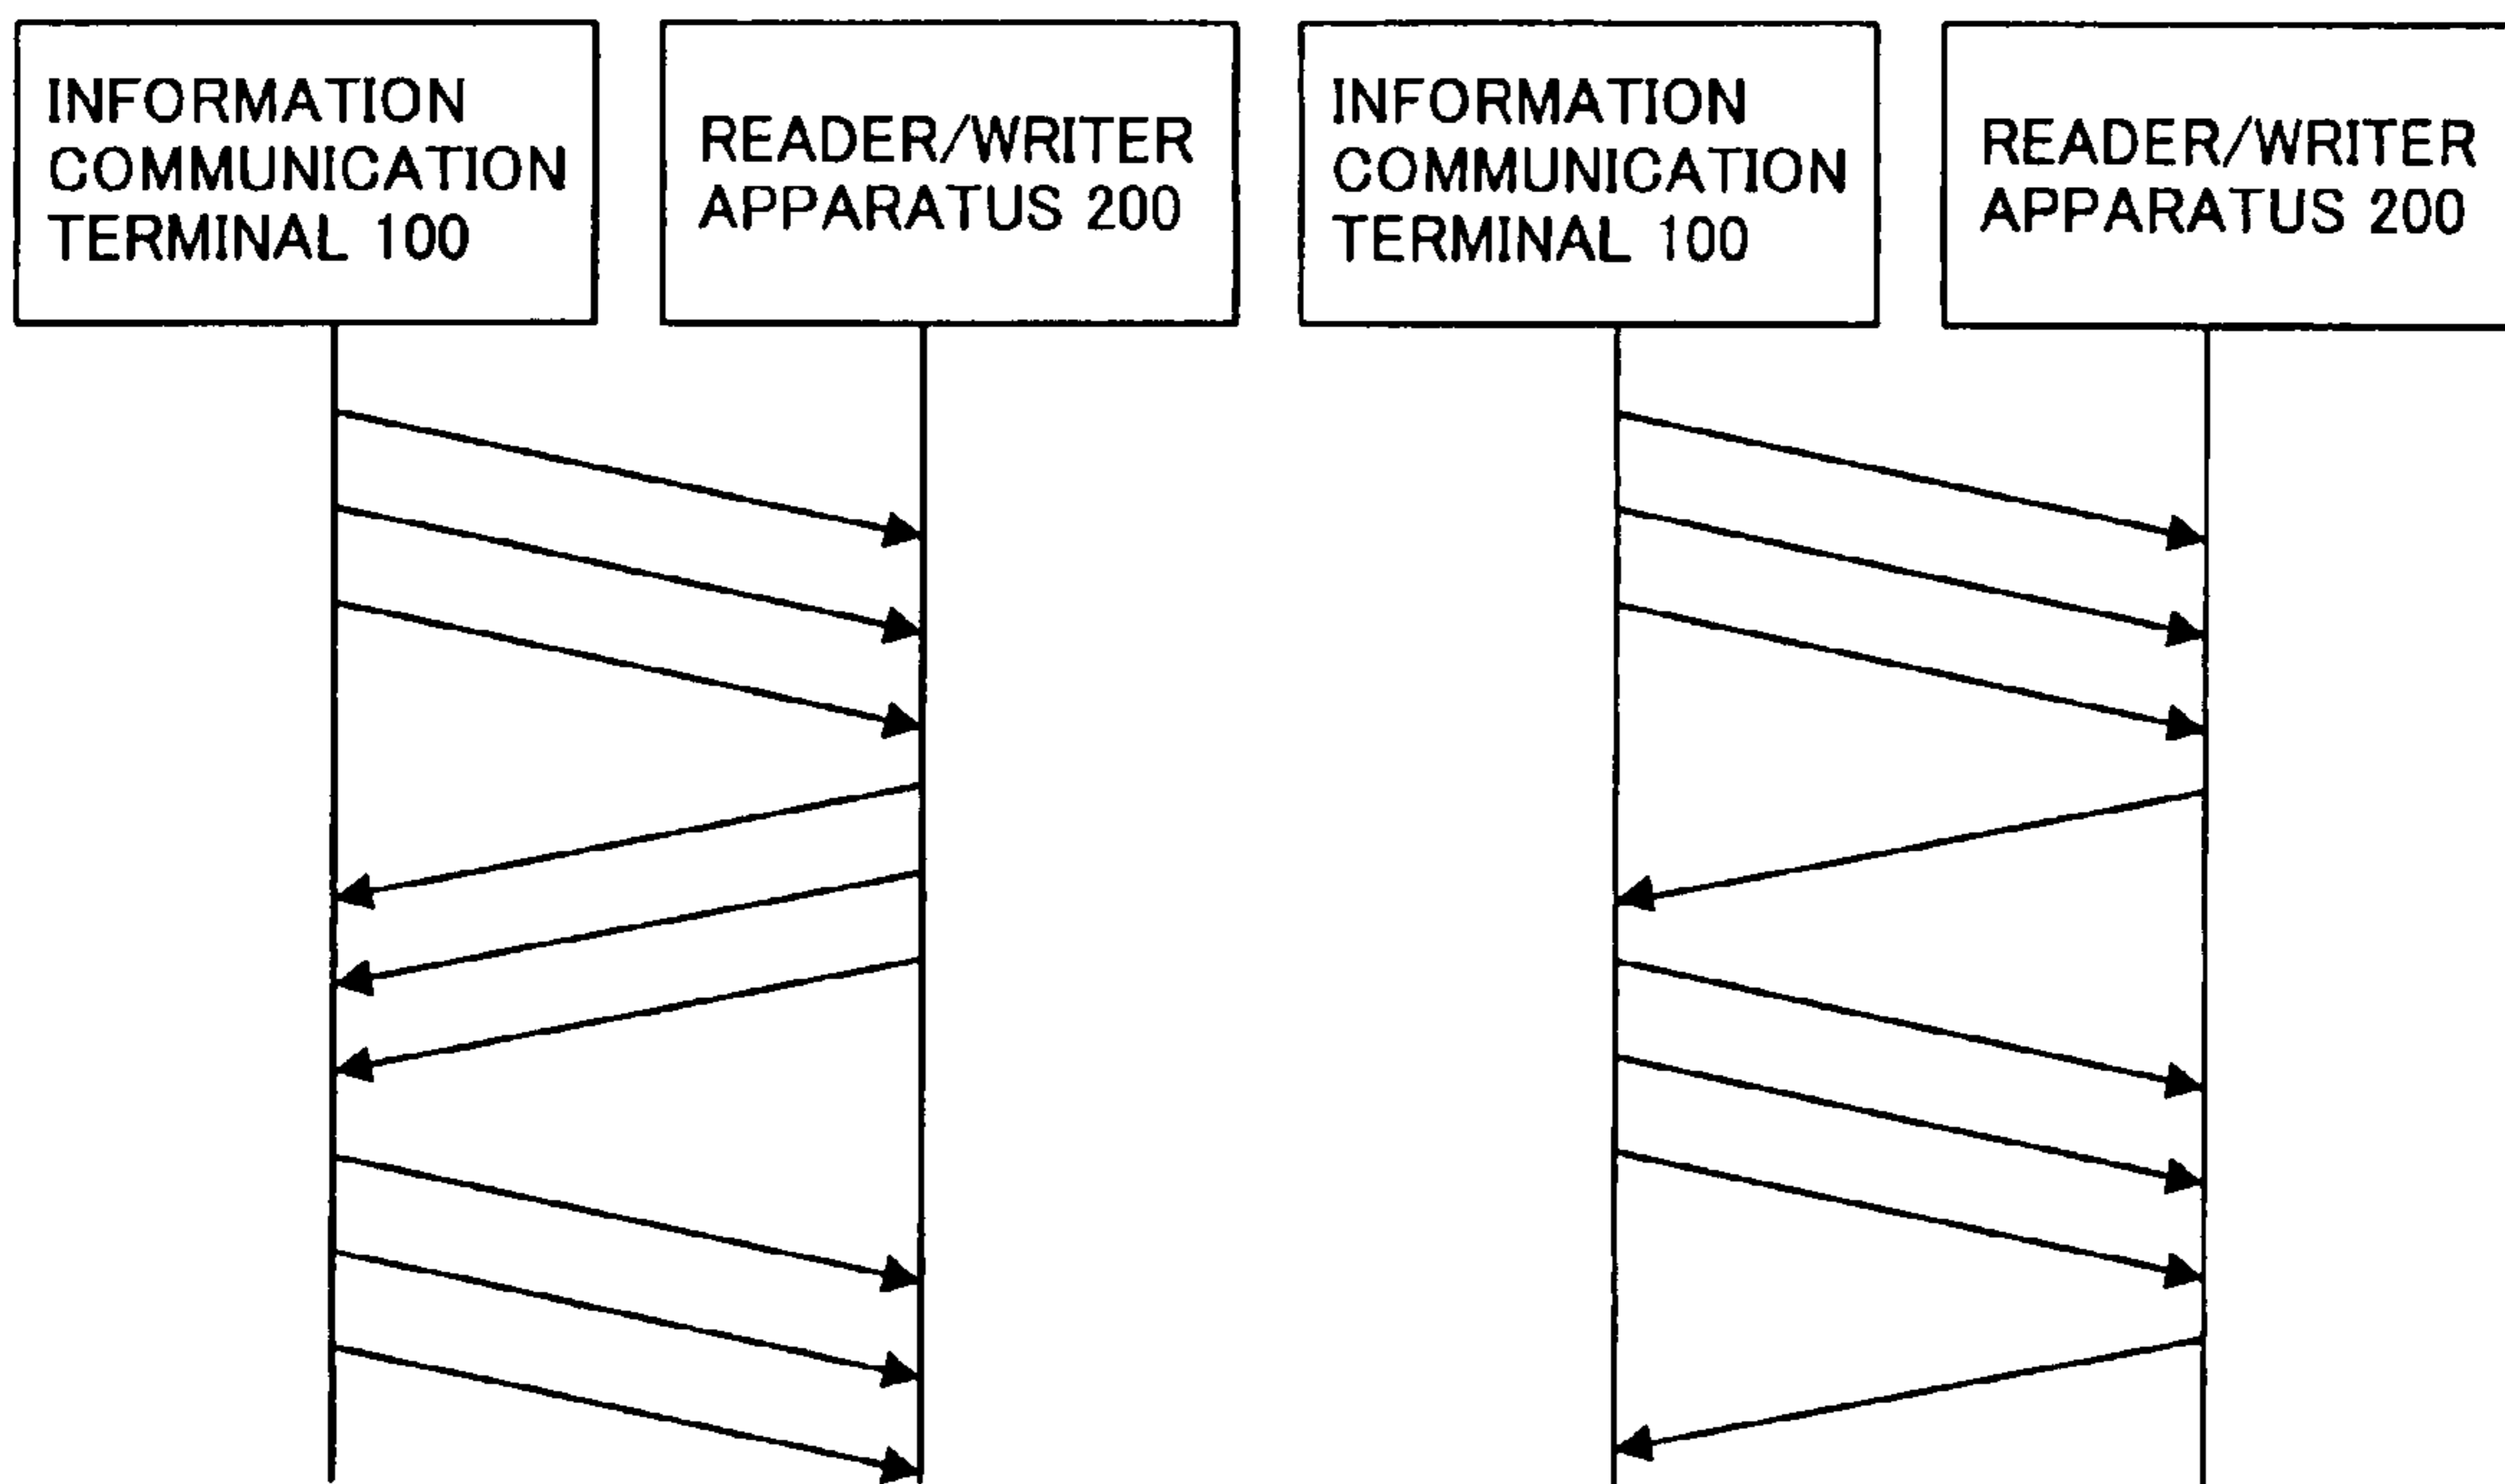 INFORMATION
COMMUNICATION
TERMINAL 100
READER/WRITER
APPARATUS 200
INFORMATION
COMMUNICATION
TERMINAL 100
READER/WRITER
APPARATUS 200